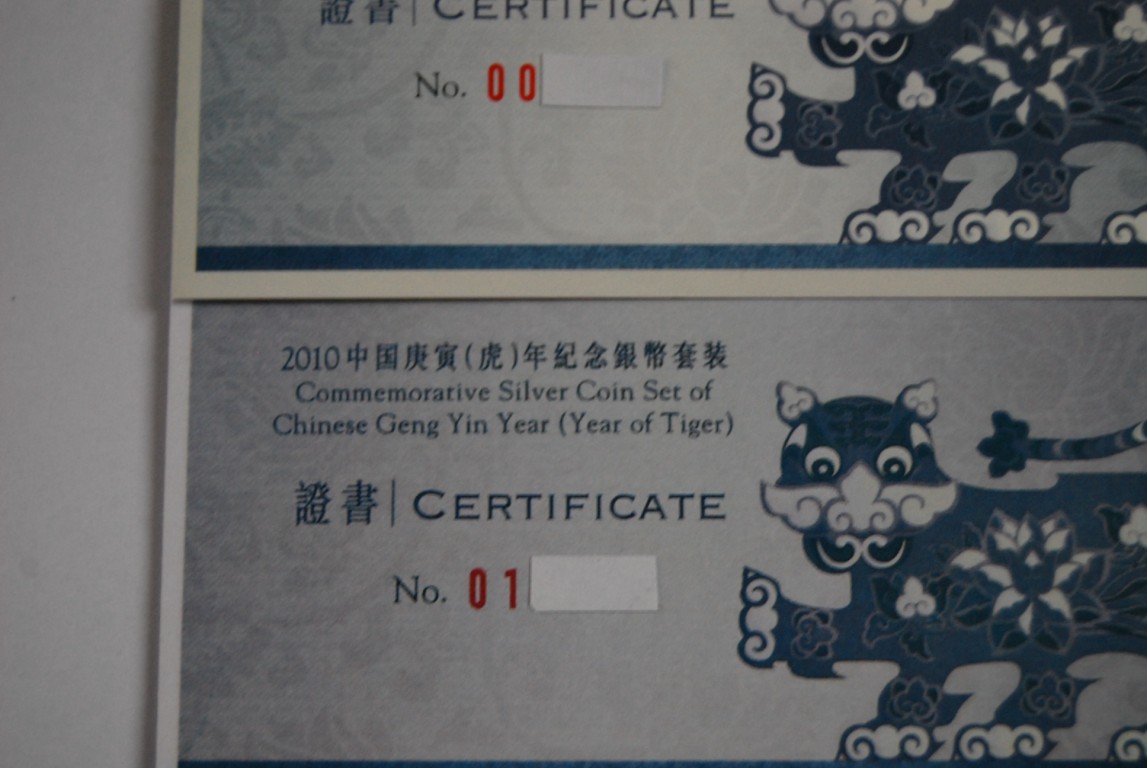 證書 | CERTIFICATE
No. 00
2010中国庚寅(虎)年紀念銀幣套装
Commemorative Silver Coin Set of
Chinese Geng Yin Year (Year of Tiger)
證書 | CERTIFICATE
No. 01